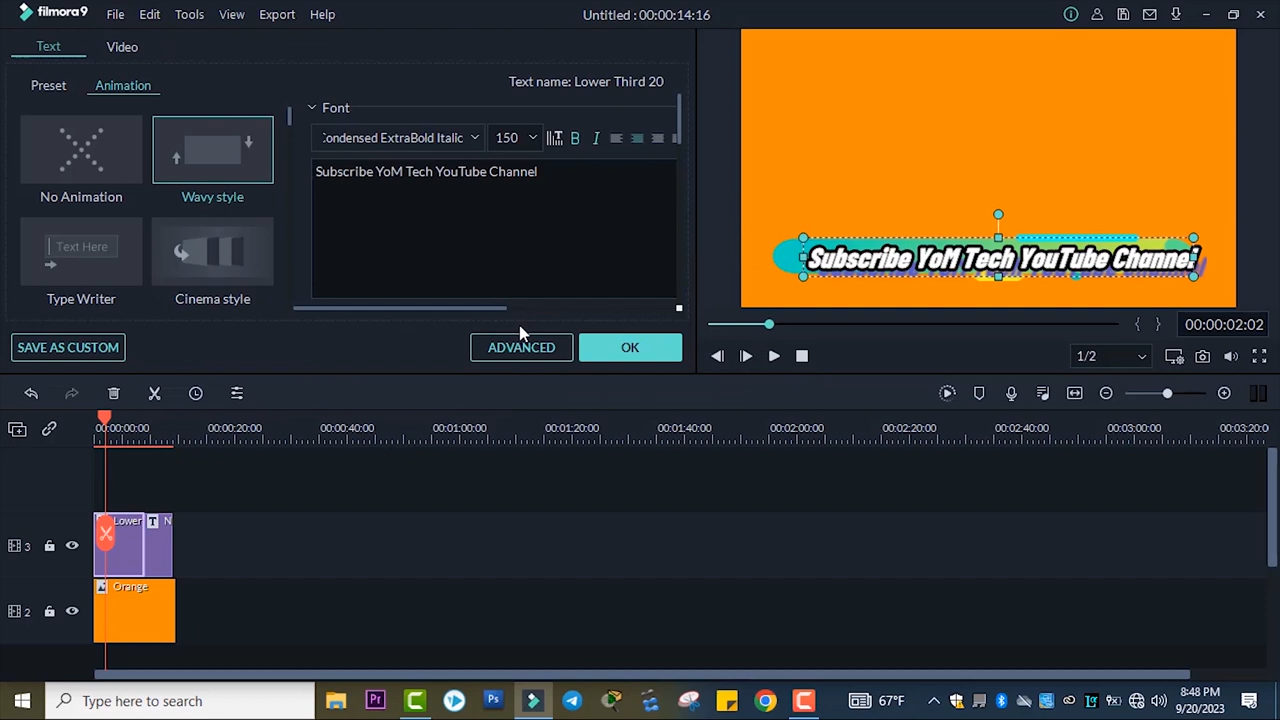 filmora9 File Edit Tools View Export Help Untitled : 00:00:14:16
Text Video
Preset Animation Text name: Lower Third 20
Font
Condensed ExtraBold Italic 150 B I
Subscribe YoM Tech YouTube Channel
No Animation Wavy style
Text Here
Type Writer Cinema style
Subscribe YoM Tech YouTube Channel
SAVE AS CUSTOM ADVANCED OK
00:00:02:02
1/2
00:00:00:00 00:00:20:00 00:00:40:00 00:01:00:00 00:01:20:00 00:01:40:00 00:02:00:00 00:02:20:00 00:02:40:00 00:03:00:00 00:03:20:0
Lower T N
3
Orange
2
Type here to search Pr Ps 67°F 8:48 PM
9/20/2023